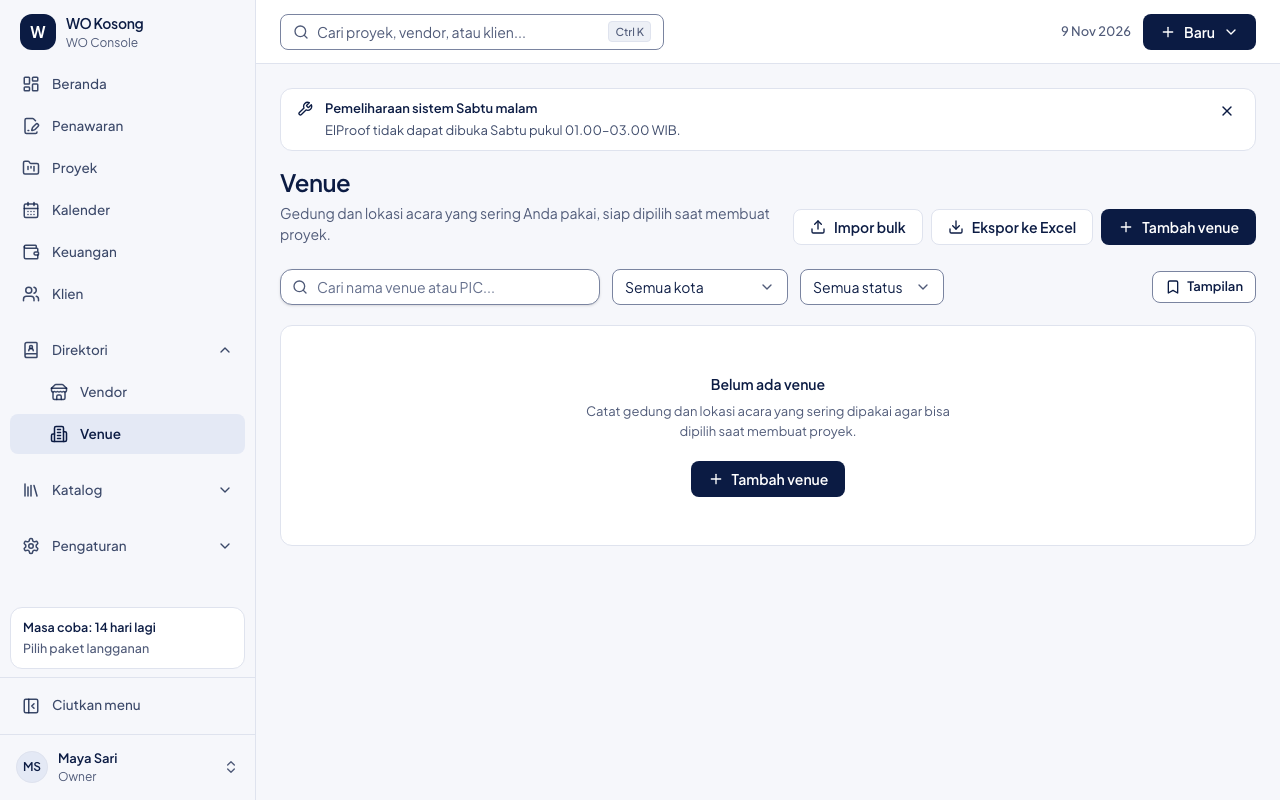 W
WO Kosong
WO Console
Beranda
Penawaran
Proyek
Kalender
Keuangan
Klien
Direktori
Vendor
Venue
Katalog
Pengaturan
Masa coba: 14 hari lagi
Pilih paket langganan
Ciutkan menu
MS
Maya Sari
Owner
Cari proyek, vendor, atau klien...
Ctrl K
9 Nov 2026
Baru
Pemeliharaan sistem Sabtu malam
ElProof tidak dapat dibuka Sabtu pukul 01.00–03.00 WIB.
Venue
Gedung dan lokasi acara yang sering Anda pakai, siap dipilih saat membuat
proyek.
Impor bulk
Ekspor ke Excel
Tambah venue
Cari nama venue atau PIC...
Semua kota
Semua status
Tampilan
Belum ada venue
Catat gedung dan lokasi acara yang sering dipakai agar bisa
dipilih saat membuat proyek.
Tambah venue